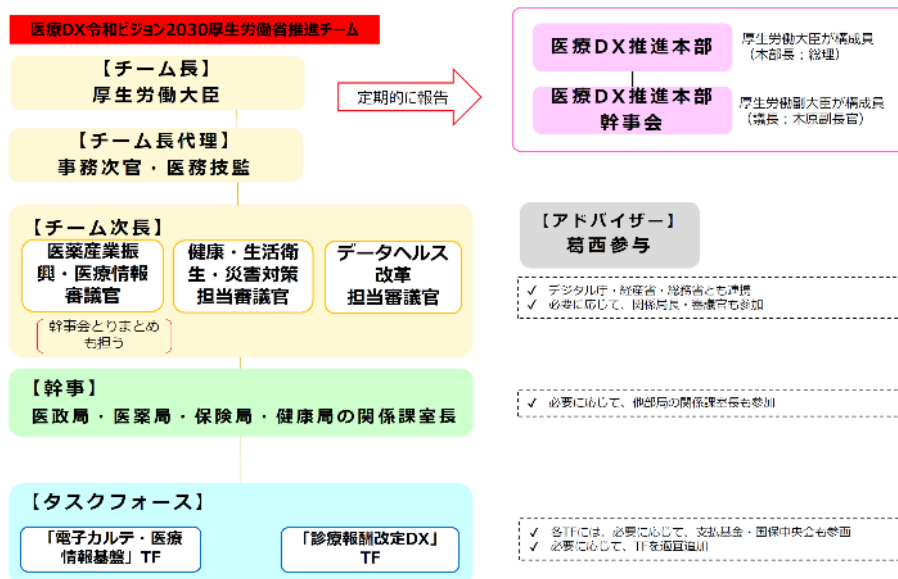 医療DX令和ビジョン2030厚生労働省推進チーム
【チーム長】
厚生労働大臣
【チーム長代理】
事務次官・医務技監
【チーム次長】
医薬産業振
興・医療情報
審議官
健康・生活衛
生・災害対策
担当審議官
データヘルス
改革
担当審議官
幹事会とりまとめ
も担う
【幹事】
医政局・医薬局・保険局・健康局の関係課室長
【タスクフォース】
「電子カルテ・医療
情報基盤」TF
「診療報酬改定DX」
TF
定期的に報告
医療DX推進本部
厚生労働大臣が構成員
(本部長:総理)
医療DX推進本部
幹事会
厚生労働副大臣が構成員
(議長:木原副長官)
【アドバイザー】
葛西参与
✓ デジタル庁・経産省・総務省とも連携
✓ 必要に応じて、関係局長・審議官も参加
✓ 必要に応じて、他部局の関係課室長も参加
✓ 各TFには、必要に応じて、支払基金・国保中央会も参画
✓ 必要に応じて、TFを適宜追加